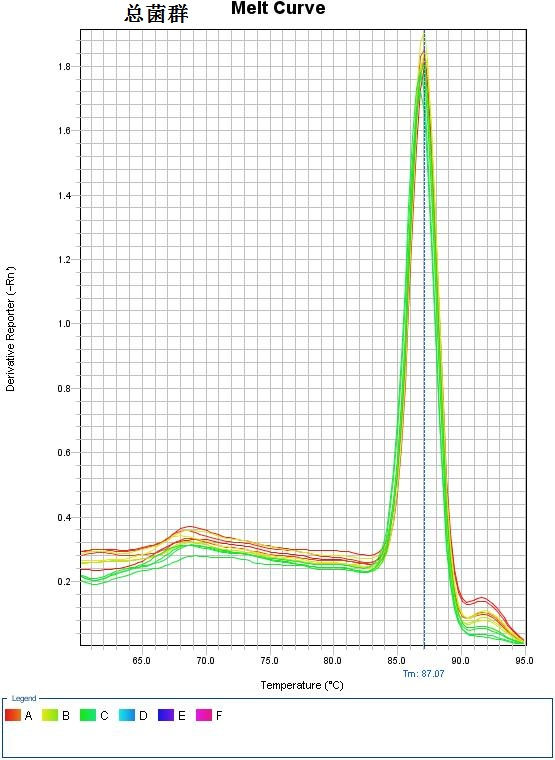 总菌群 Melt Curve
Derivative Reporter (−Rn')
1.8
1.6
1.4
1.2
1.0
0.8
0.6
0.4
0.2
65.0 70.0 75.0 80.0 85.0 90.0 95.0
Tm: 87.07
Temperature (°C)
Legend
A B C D E F